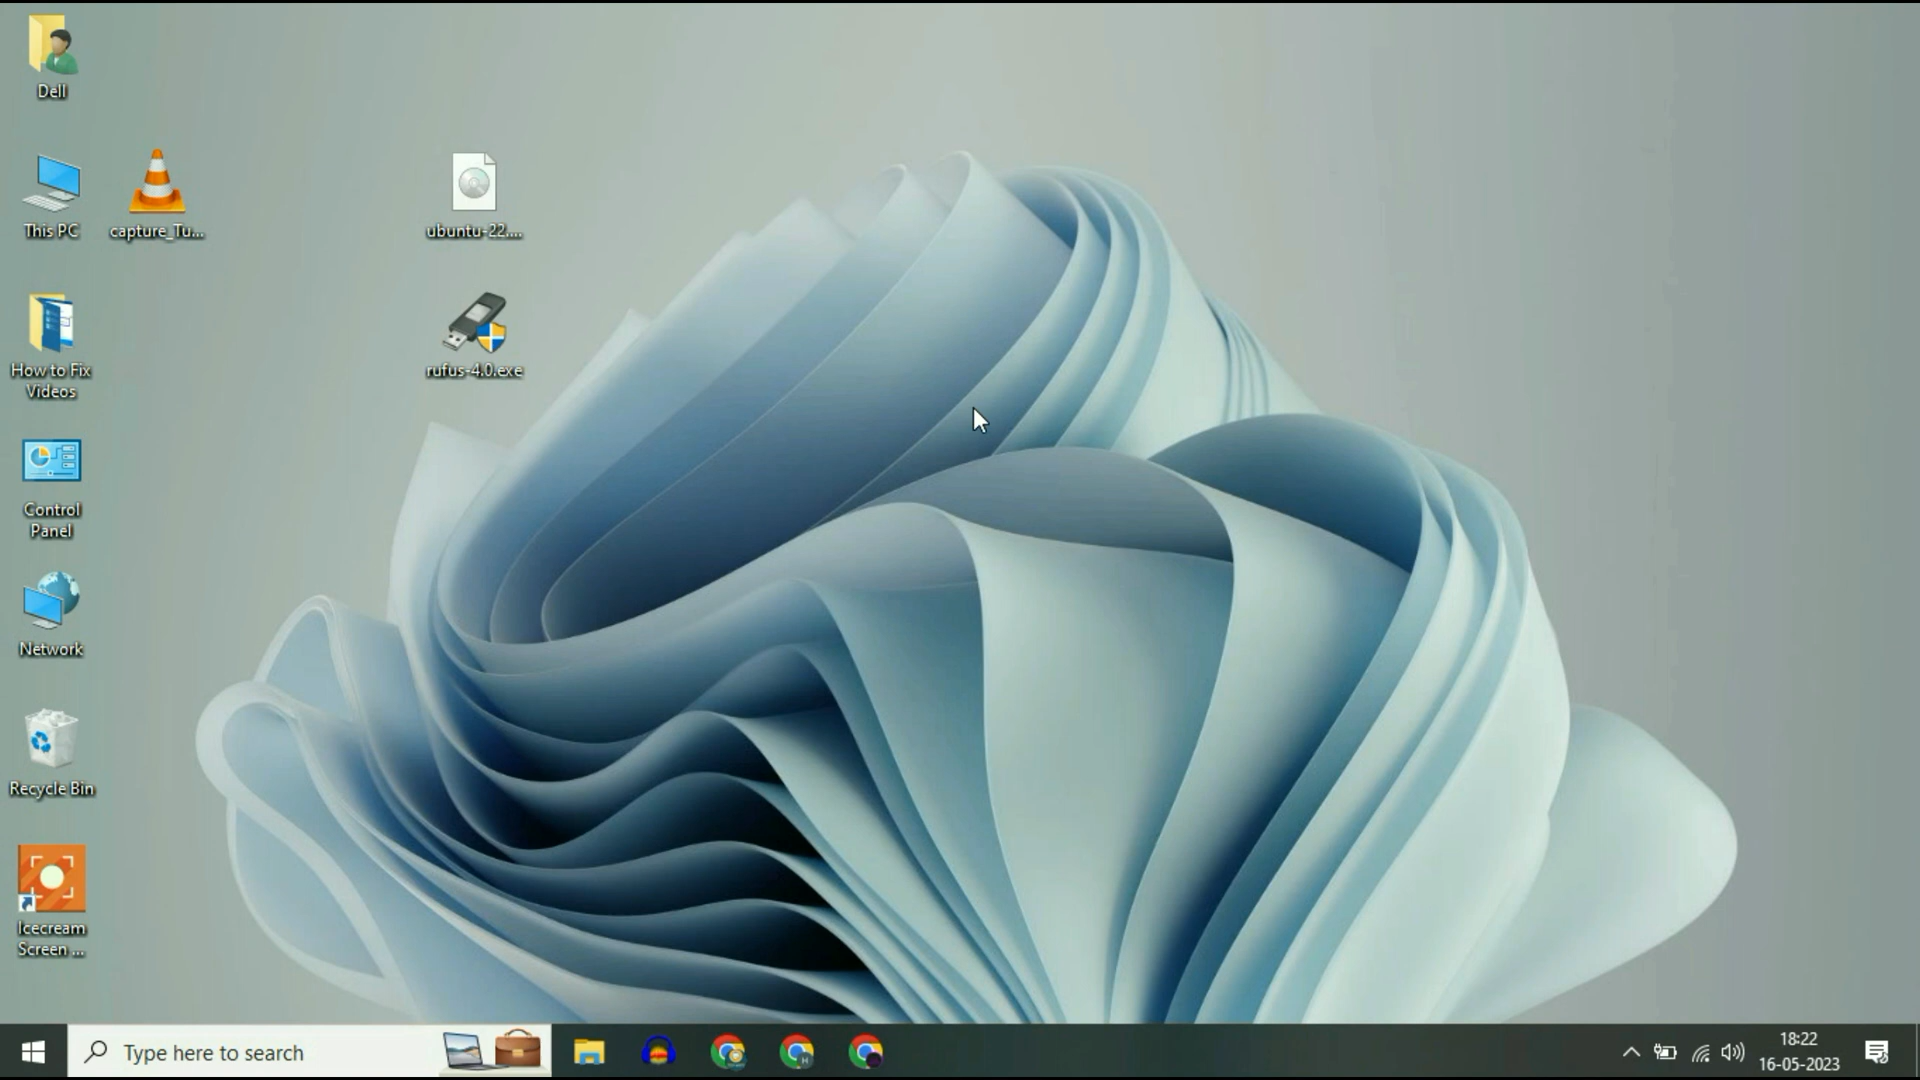 Dell
This PC
capture_Tu...
ubuntu-22....
How to Fix
Videos
rufus-4.0.exe
Control
Panel
Network
Recycle Bin
Icecream
Screen ...
Type here to search
18:22
16-05-2023